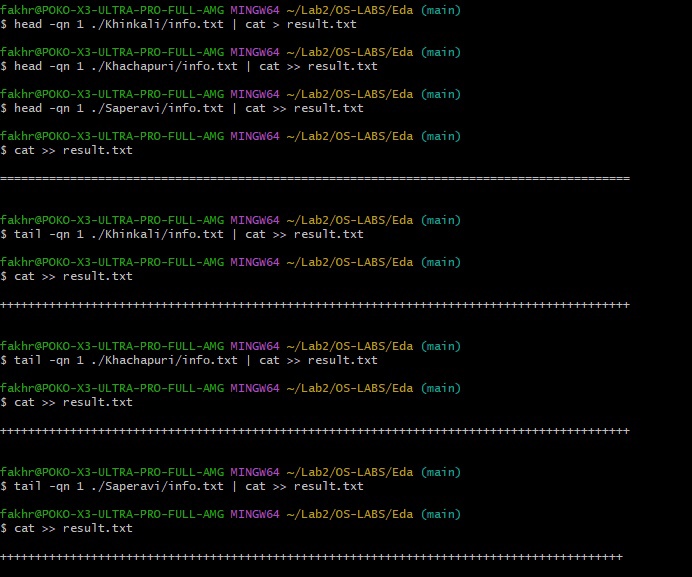 fakhr@POKO-X3-ULTRA-PRO-FULL-AMG MINGW64 ~/Lab2/OS-LABS/Eda (main)
$ head -qn 1 ./Khinkali/info.txt | cat > result.txt
fakhr@POKO-X3-ULTRA-PRO-FULL-AMG MINGW64 ~/Lab2/OS-LABS/Eda (main)
$ head -qn 1 ./Khachapuri/info.txt | cat >> result.txt
fakhr@POKO-X3-ULTRA-PRO-FULL-AMG MINGW64 ~/Lab2/OS-LABS/Eda (main)
$ head -qn 1 ./Saperavi/info.txt | cat >> result.txt
fakhr@POKO-X3-ULTRA-PRO-FULL-AMG MINGW64 ~/Lab2/OS-LABS/Eda (main)
$ cat >> result.txt
==========================================================================================
fakhr@POKO-X3-ULTRA-PRO-FULL-AMG MINGW64 ~/Lab2/OS-LABS/Eda (main)
$ tail -qn 1 ./Khinkali/info.txt | cat >> result.txt
fakhr@POKO-X3-ULTRA-PRO-FULL-AMG MINGW64 ~/Lab2/OS-LABS/Eda (main)
$ cat >> result.txt
++++++++++++++++++++++++++++++++++++++++++++++++++++++++++++++++++++++++++++++++++++++++++
fakhr@POKO-X3-ULTRA-PRO-FULL-AMG MINGW64 ~/Lab2/OS-LABS/Eda (main)
$ tail -qn 1 ./Khachapuri/info.txt | cat >> result.txt
fakhr@POKO-X3-ULTRA-PRO-FULL-AMG MINGW64 ~/Lab2/OS-LABS/Eda (main)
$ cat >> result.txt
++++++++++++++++++++++++++++++++++++++++++++++++++++++++++++++++++++++++++++++++++++++++++
fakhr@POKO-X3-ULTRA-PRO-FULL-AMG MINGW64 ~/Lab2/OS-LABS/Eda (main)
$ tail -qn 1 ./Saperavi/info.txt | cat >> result.txt
fakhr@POKO-X3-ULTRA-PRO-FULL-AMG MINGW64 ~/Lab2/OS-LABS/Eda (main)
$ cat >> result.txt
+++++++++++++++++++++++++++++++++++++++++++++++++++++++++++++++++++++++++++++++++++++++++